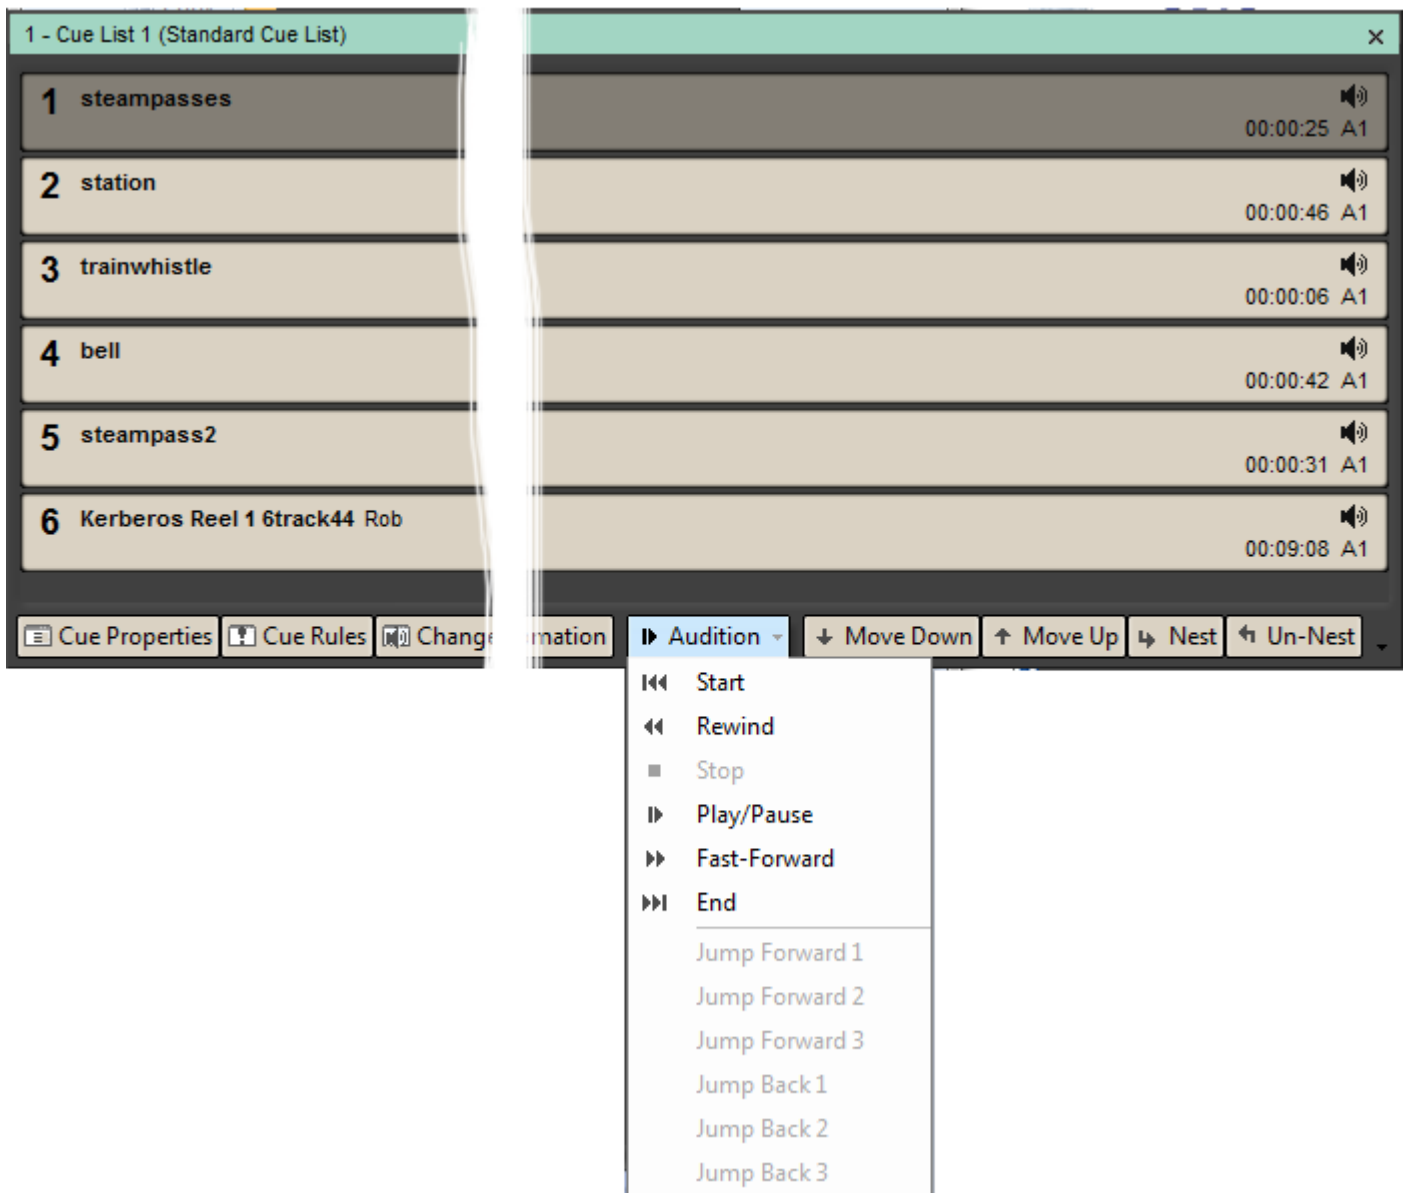 1 - Cue List 1 (Standard Cue List)
1 steampasses
00:00:25 A1
2 station
00:00:46 A1
3 trainwhistle
00:00:06 A1
4 bell
00:00:42 A1
5 steampass2
00:00:31 A1
6 Kerberos Reel 1 6track44 Rob
00:09:08 A1
Cue Properties Cue Rules Change mation Audition Move Down Move Up Nest Un-Nest
Start
Rewind
Stop
Play/Pause
Fast-Forward
End
Jump Forward 1
Jump Forward 2
Jump Forward 3
Jump Back 1
Jump Back 2
Jump Back 3